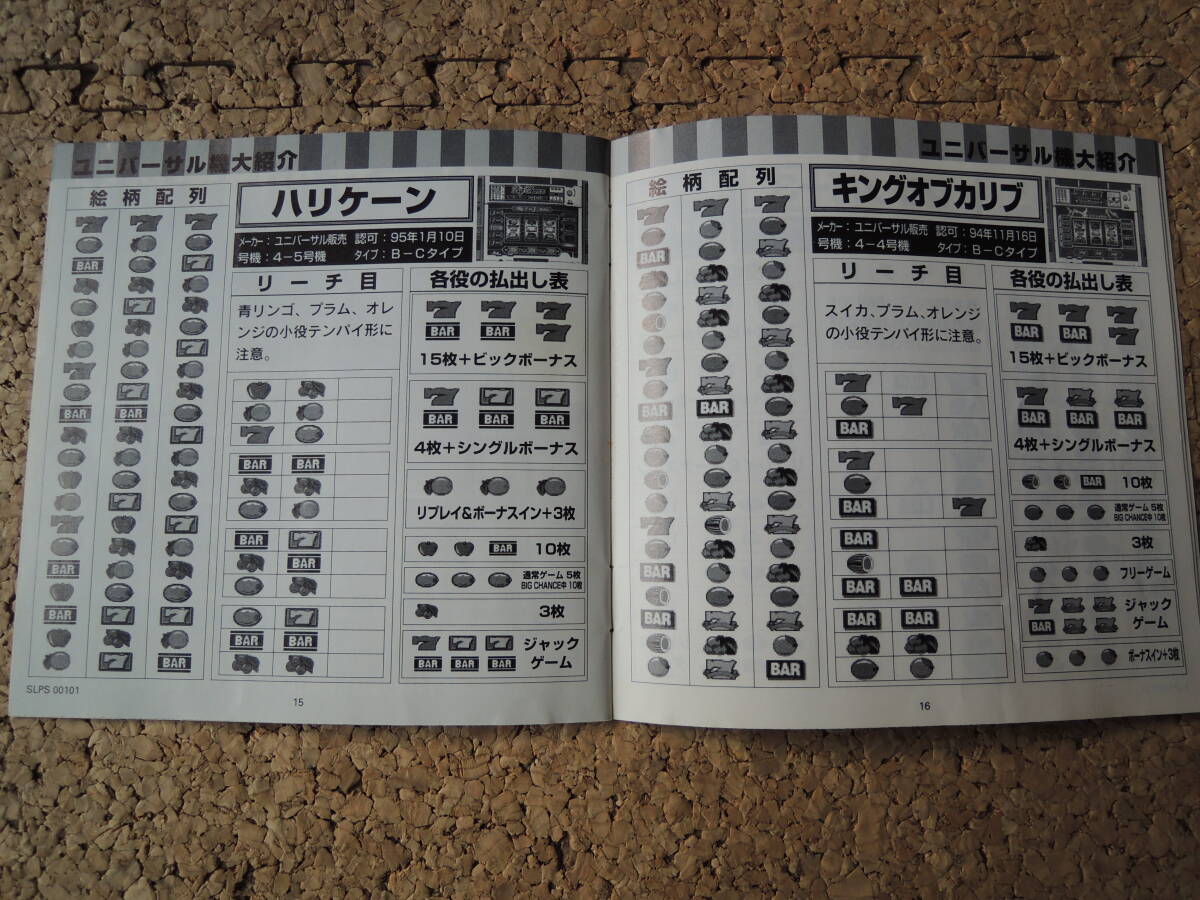 ユニバーサル機大紹介
絵柄配列
ハリケーン
メーカー：ユニバーサル販売 認可：95年1月10日
号機：4－5号機 タイプ：B－Cタイプ
リーチ目
青リンゴ、プラム、オレ
ンジの小役テンパイ形に
注意。
各役の払出し表
15枚＋ビックボーナス
4枚＋シングルボーナス
リプレイ&ボーナスイン＋3枚
10枚
通常ゲーム 5枚
BIG CHANCE中 10枚
3枚
ジャック
ゲーム
SLPS 00101
15
ユニバーサル機大紹介
絵柄配列
キングオブカリブ
メーカー：ユニバーサル販売 認可：94年11月16日
号機：4－4号機 タイプ：B－Cタイプ
リーチ目
スイカ、プラム、オレンジ
の小役テンパイ形に注意。
各役の払出し表
15枚＋ビックボーナス
4枚＋シングルボーナス
10枚
通常ゲーム 5枚
BIG CHANCE中 10枚
3枚
フリーゲーム
ジャック
ゲーム
ボーナスイン＋3枚
16